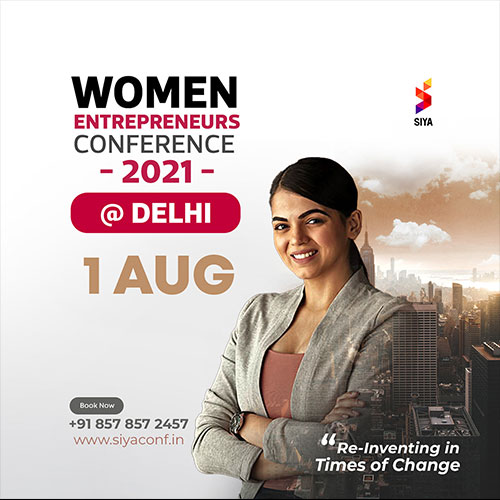 WOMEN
ENTREPRENEURS
CONFERENCE
- 2021 -
@ DELHI
1 AUG
SIYA
Book Now
+91 857 857 2457
www.siyaconf.in
“Re-Inventing in
Times of Change